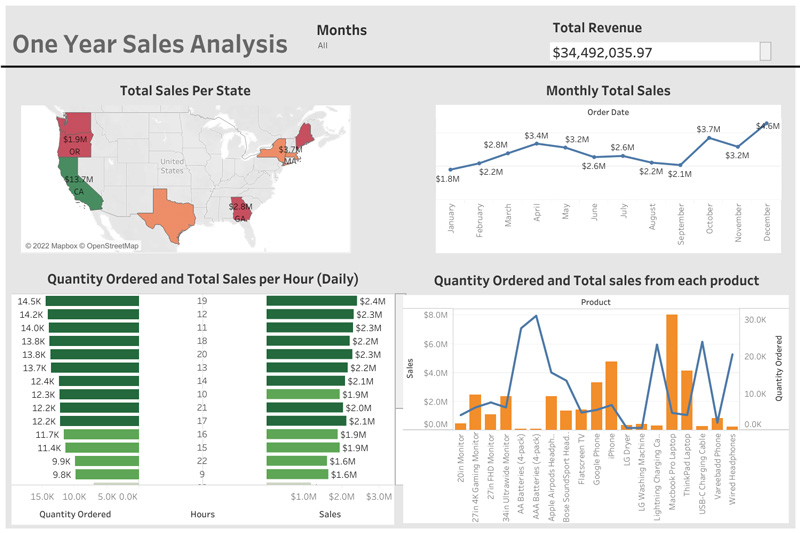 One Year Sales Analysis
Months
All
Total Revenue
$34,492,035.97
Total Sales Per State
$1.9M
OR
$13.7M
CA
United
States
$3.7M
MA
$2.8M
GA
© 2022 Mapbox © OpenStreetMap
Monthly Total Sales
Order Date
$1.8M
$2.2M
$2.8M
$3.4M
$3.2M
$2.6M
$2.6M
$2.2M
$2.1M
$3.7M
$3.2M
$4.6M
January
February
March
April
May
June
July
August
September
October
November
December
Quantity Ordered and Total Sales per Hour (Daily)
14.5K 19 $2.4M
14.2K 12 $2.3M
14.0K 11 $2.3M
13.8K 18 $2.2M
13.8K 20 $2.3M
13.7K 13 $2.2M
12.4K 14 $2.1M
12.3K 10 $1.9M
12.2K 21 $2.0M
12.2K 17 $2.1M
11.7K 16 $1.9M
11.4K 15 $1.9M
9.9K 22 $1.6M
9.8K 9 $1.6M
15.0K 10.0K 5.0K 0.0K $1.0M $3.0M
Quantity Ordered Hours Sales
Quantity Ordered and Total sales from each product
Product
$8.0M
$6.0M
$4.0M
$2.0M
$0.0M
Sales
30.0K
20.0K
10.0K
0.0K
Quantity Ordered
20in Monitor
27in 4K Gaming Monitor
27in FHD Monitor
34in Ultrawide Monitor
AA Batteries (4-pack)
AAA Batteries (4-pack)
Apple Airpods Headph..
Bose SoundSport Head..
Flatscreen TV
Google Phone
iPhone
LG Dryer
LG Washing Machine
Lightning Charging Ca..
Macbook Pro Laptop
ThinkPad Laptop
USB-C Charging Cable
Vareebadd Phone
Wired Headphones